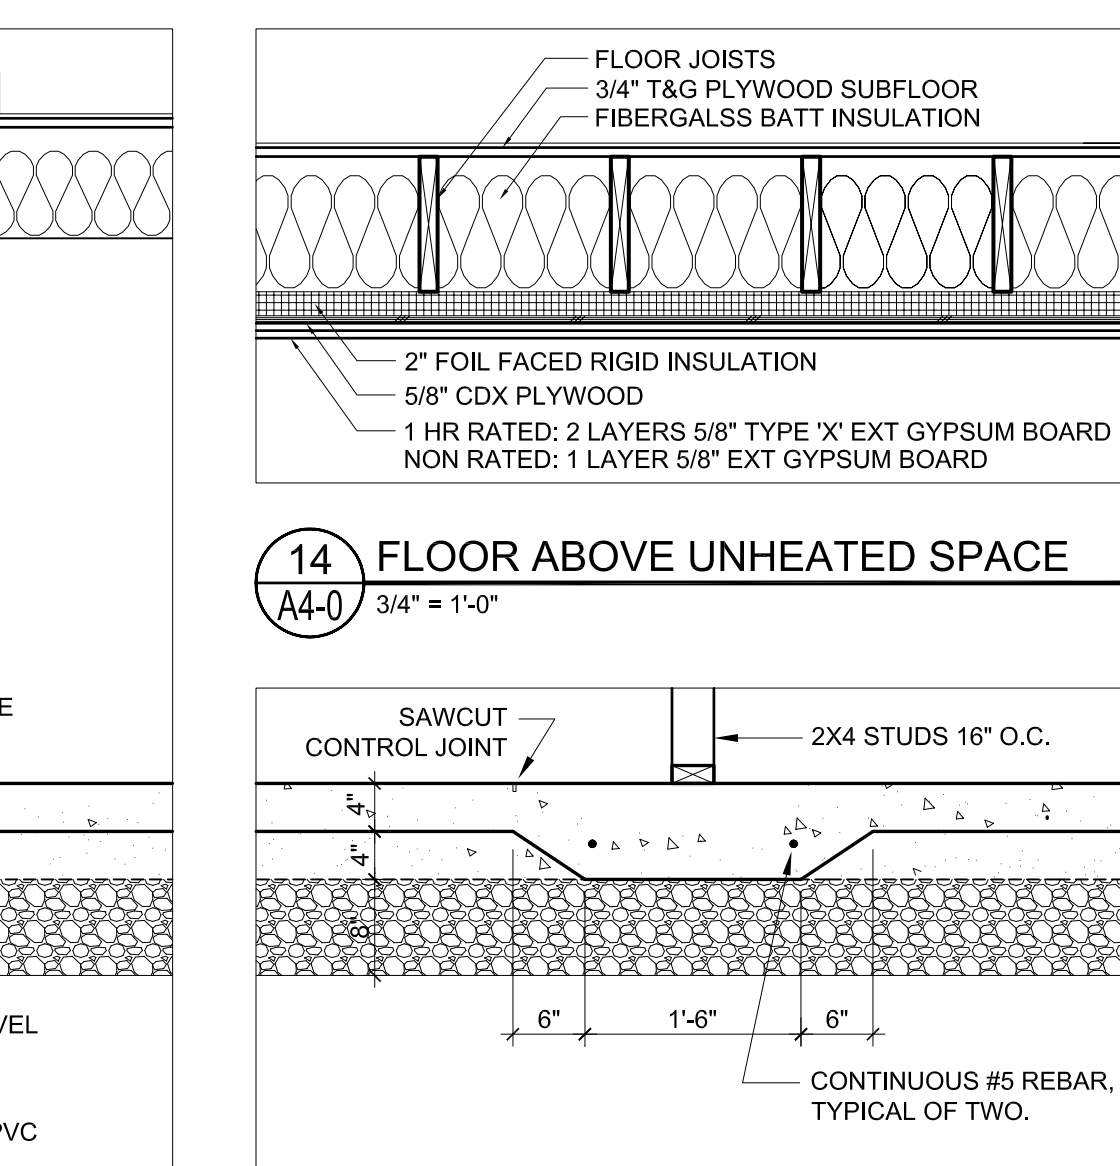 FLOOR JOISTS
3/4" T&G PLYWOOD SUBFLOOR
FIBERGALSS BATT INSULATION
2" FOIL FACED RIGID INSULATION
5/8" CDX PLYWOOD
1 HR RATED: 2 LAYERS 5/8" TYPE 'X' EXT GYPSUM BOARD
NON RATED: 1 LAYER 5/8" EXT GYPSUM BOARD
14
A4-0
FLOOR ABOVE UNHEATED SPACE
3/4" = 1'-0"
E
SAWCUT
CONTROL JOINT
2X4 STUDS 16" O.C.
4"
4"
8"
6"
1'-6"
6"
VEL
CONTINUOUS #5 REBAR,
TYPICAL OF TWO.
PVC